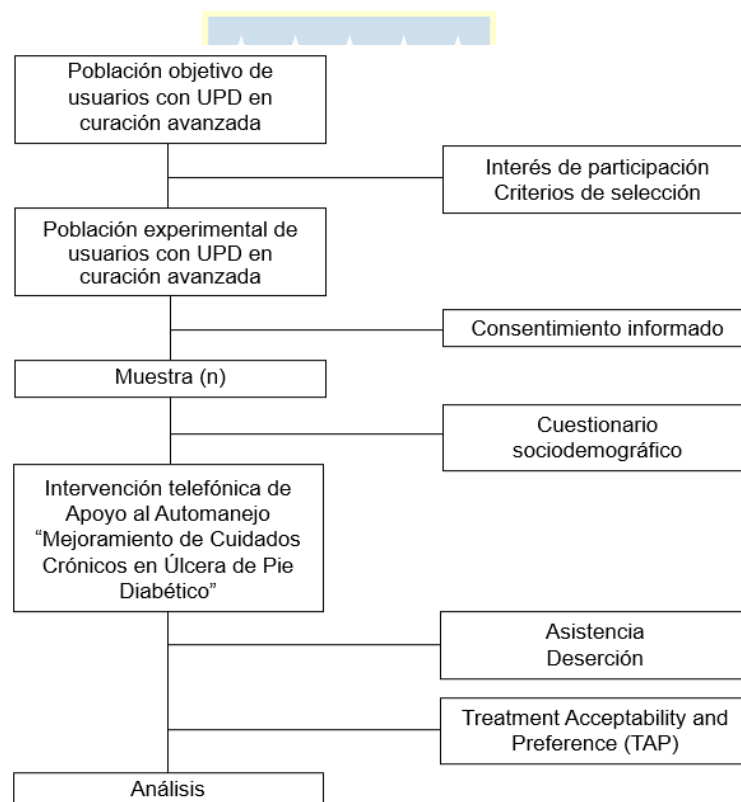 Población objetivo de
usuarios con UPD en
curación avanzada
Interés de participación
Criterios de selección
Población experimental de
usuarios con UPD en
curación avanzada
Consentimiento informado
Muestra (n)
Cuestionario
sociodemográfico
Intervención telefónica de
Apoyo al Automanejo
“Mejoramiento de Cuidados
Crónicos en Úlcera de Pie
Diabético”
Asistencia
Deserción
Treatment Acceptability and
Preference (TAP)
Análisis